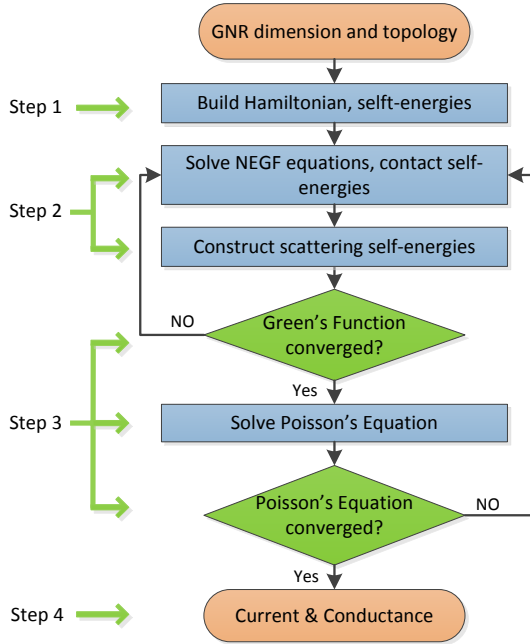 GNR dimension and topology
Step 1
Build Hamiltonian, selft-energies
Step 2
Solve NEGF equations, contact self-
energies
Construct scattering self-energies
NO
Green's Function
converged?
Yes
Step 3
Solve Poisson's Equation
Poisson's Equation
converged?
NO
Yes
Step 4
Current & Conductance